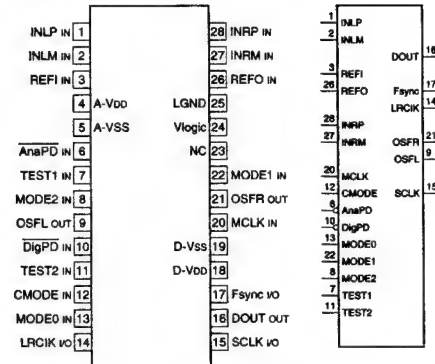 INLP IN 1 28 INRP IN
INLM IN 2 27 INRM IN
REFI IN 3 26 REFO IN
4 A-VDD LGND 25
5 A-VSS Vlogic 24
AnaPD IN 6 NC 23
TEST1 IN 7 22 MODE1 IN
MODE2 IN 8 21 OSFR OUT
OSFL OUT 9 20 MCLK IN
DigPD IN 10 D-VSS 19
TEST2 IN 11 D-VDD 18
CMODE IN 12 17 Fsync I/O
MODE0 IN 13 16 DOUT OUT
LRCIK I/O 14 15 SCLK I/O
1 INLP
2 INLM
DOUT 16
3 REFI
26 REFO Fsync 17
LRCIK 14
28 INRP
27 INRM OSFR 21
OSFL 9
20 MCLK
12 CMODE SCLK 15
6 AnaPD
10 DigPD
13 MODE0
22 MODE1
8 MODE2
7 TEST1
11 TEST2